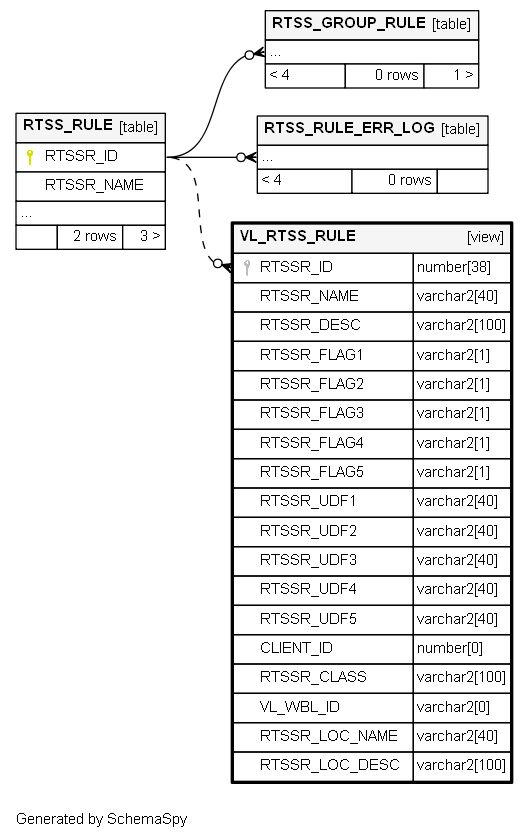 RTSS_GROUP_RULE [table]
...
< 4 0 rows 1 >
RTSS_RULE [table]
RTSSR_ID
RTSSR_NAME
...
2 rows 3 >
RTSS_RULE_ERR_LOG [table]
...
< 4 0 rows
VL_RTSS_RULE [view]
RTSSR_ID number[38]
RTSSR_NAME varchar2[40]
RTSSR_DESC varchar2[100]
RTSSR_FLAG1 varchar2[1]
RTSSR_FLAG2 varchar2[1]
RTSSR_FLAG3 varchar2[1]
RTSSR_FLAG4 varchar2[1]
RTSSR_FLAG5 varchar2[1]
RTSSR_UDF1 varchar2[40]
RTSSR_UDF2 varchar2[40]
RTSSR_UDF3 varchar2[40]
RTSSR_UDF4 varchar2[40]
RTSSR_UDF5 varchar2[40]
CLIENT_ID number[0]
RTSSR_CLASS varchar2[100]
VL_WBL_ID varchar2[0]
RTSSR_LOC_NAME varchar2[40]
RTSSR_LOC_DESC varchar2[100]
Generated by SchemaSpy